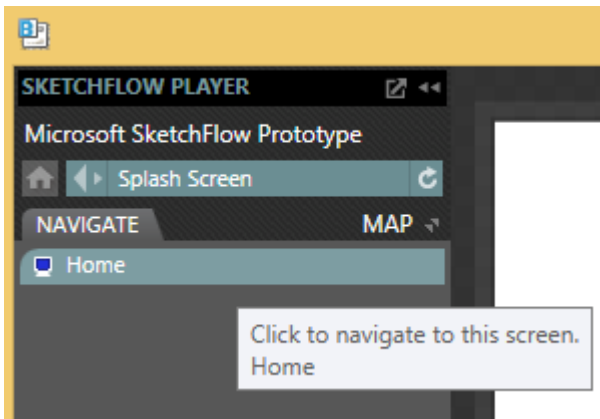 SKETCHFLOW PLAYER
Microsoft SketchFlow Prototype
Splash Screen
NAVIGATE MAP
Home
Click to navigate to this screen.
Home